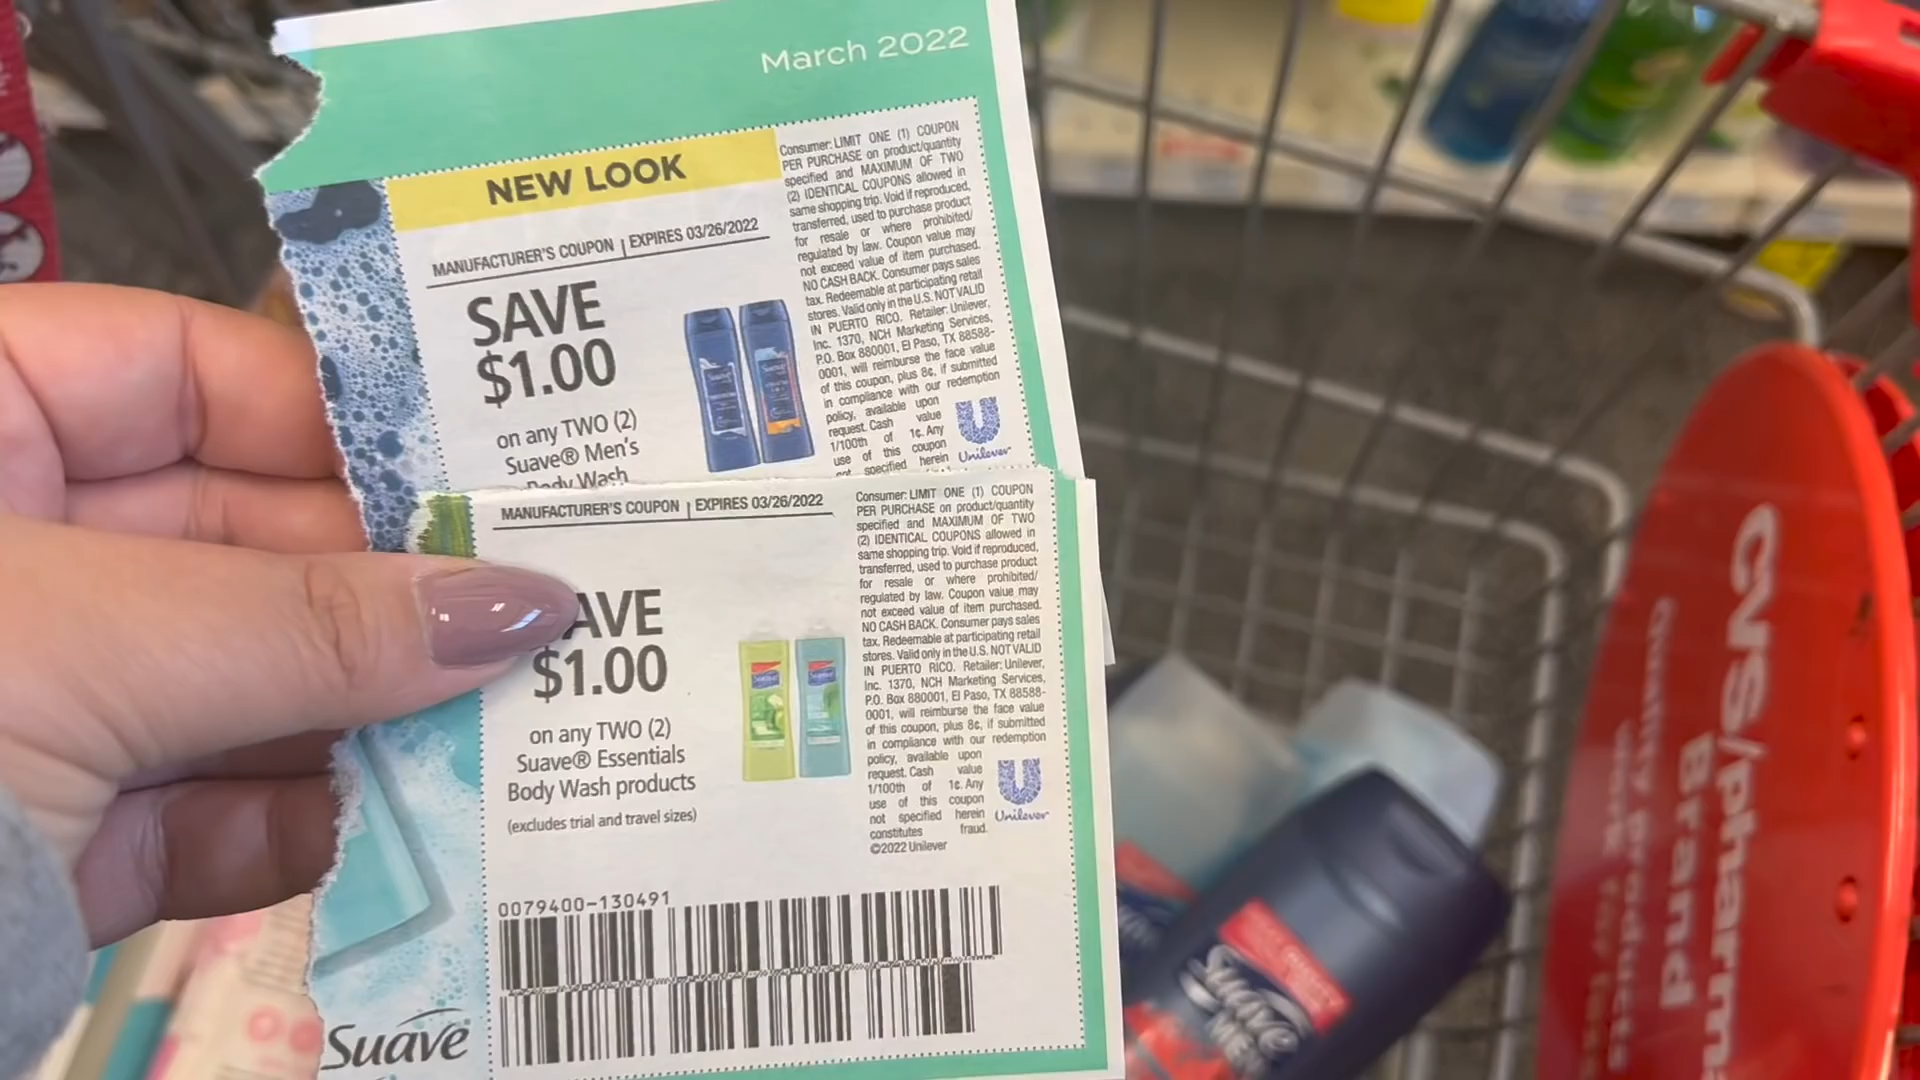 March 2022
NEW LOOK
MANUFACTURER'S COUPON | EXPIRES 03/26/2022
SAVE
$1.00
on any TWO (2)
Suave® Men's
Body Wash
Consumer: LIMIT ONE (1) COUPON
PER PURCHASE on product/quantity
specified and MAXIMUM OF TWO
(2) IDENTICAL COUPONS allowed in
same shopping trip. Void if reproduced,
transferred, used to purchase product
for resale or where prohibited/
regulated by law. Coupon value may
not exceed value of item purchased.
NO CASH BACK. Consumer pays sales
tax. Redeemable at participating retail
stores. Valid only in the U.S. NOT VALID
IN PUERTO RICO. Retailer: Unilever,
Inc. 1370, NCH Marketing Services,
P.O. Box 880001, El Paso, TX 88588-
0001, will reimburse the face value
of this coupon, plus 8¢, if submitted
in compliance with our redemption
policy, available upon
request. Cash value
1/100th of 1¢. Any
use of this coupon
not specified herein
Unilever
MANUFACTURER'S COUPON | EXPIRES 03/26/2022
AVE
$1.00
on any TWO (2)
Suave® Essentials
Body Wash products
(excludes trial and travel sizes)
Consumer: LIMIT ONE (1) COUPON
PER PURCHASE on product/quantity
specified and MAXIMUM OF TWO
(2) IDENTICAL COUPONS allowed in
same shopping trip. Void if reproduced,
transferred, used to purchase product
for resale or where prohibited/
regulated by law. Coupon value may
not exceed value of item purchased.
NO CASH BACK. Consumer pays sales
tax. Redeemable at participating retail
stores. Valid only in the U.S. NOT VALID
IN PUERTO RICO. Retailer: Unilever,
Inc. 1370, NCH Marketing Services,
P.O. Box 880001, El Paso, TX 88588-
0001, will reimburse the face value
of this coupon, plus 8¢, if submitted
in compliance with our redemption
policy, available upon
request. Cash value
1/100th of 1¢. Any
use of this coupon
not specified herein
constitutes fraud.
©2022 Unilever
Unilever
0079400-130491
Suave
Suave
MEN
CVS/pharma
Brand
Quality products